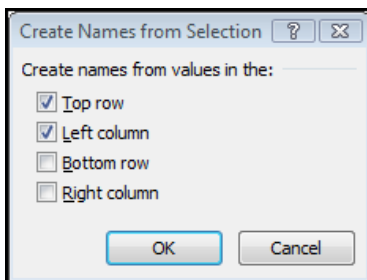 Create Names from Selection
Create names from values in the:
Top row
Left column
Bottom row
Right column
OK Cancel